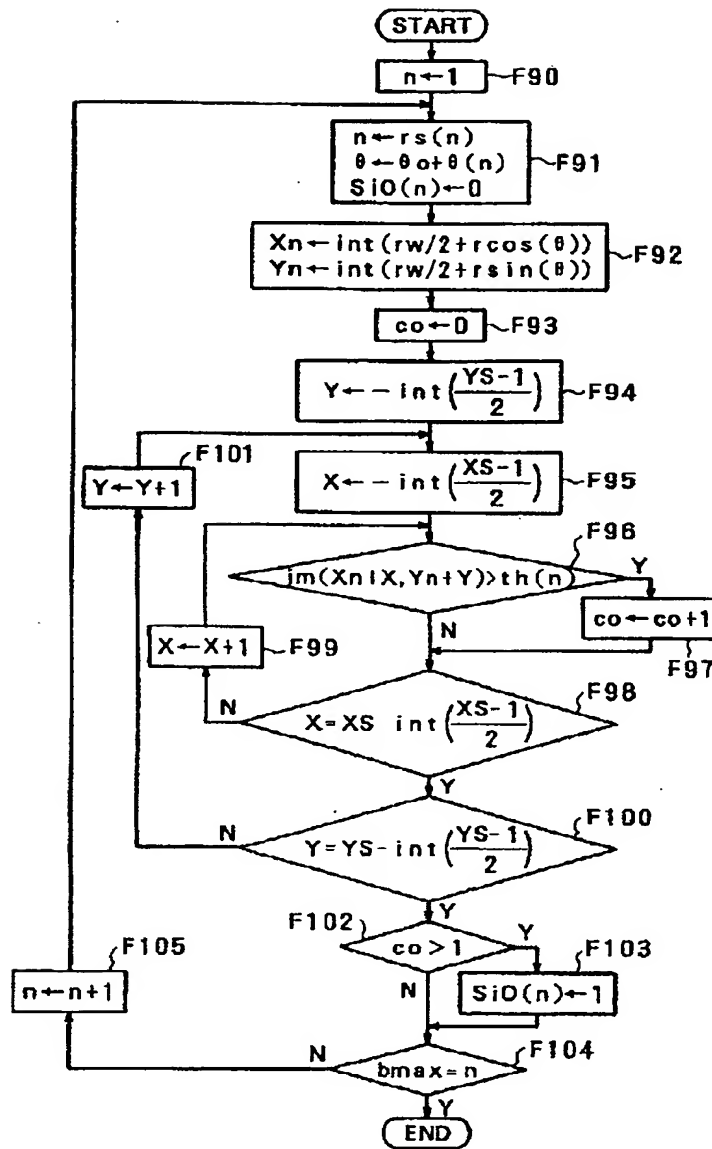 START
n←1 F90
n←rs(n)
θ←θo+θ(n)
SiO(n)←0
F91
Xn←int(rw/2+rcos(θ))
Yn←int(rw/2+rsin(θ))
F92
co←0 F93
Y←-int(YS-1/2) F94
F101
Y←Y+1
X←-int(XS-1/2) F95
F96
im(Xn+X,Yn+Y)>th(n)
Y
co←co+1
F97
N
X←X+1 F99
N
F98
X=XS int(XS-1/2)
Y
F100
N
Y=YS-int(YS-1/2)
Y
F102
co>1
Y
F103
SiO(n)←1
N
F105
n←n+1
N
F104
bmax=n
Y
END